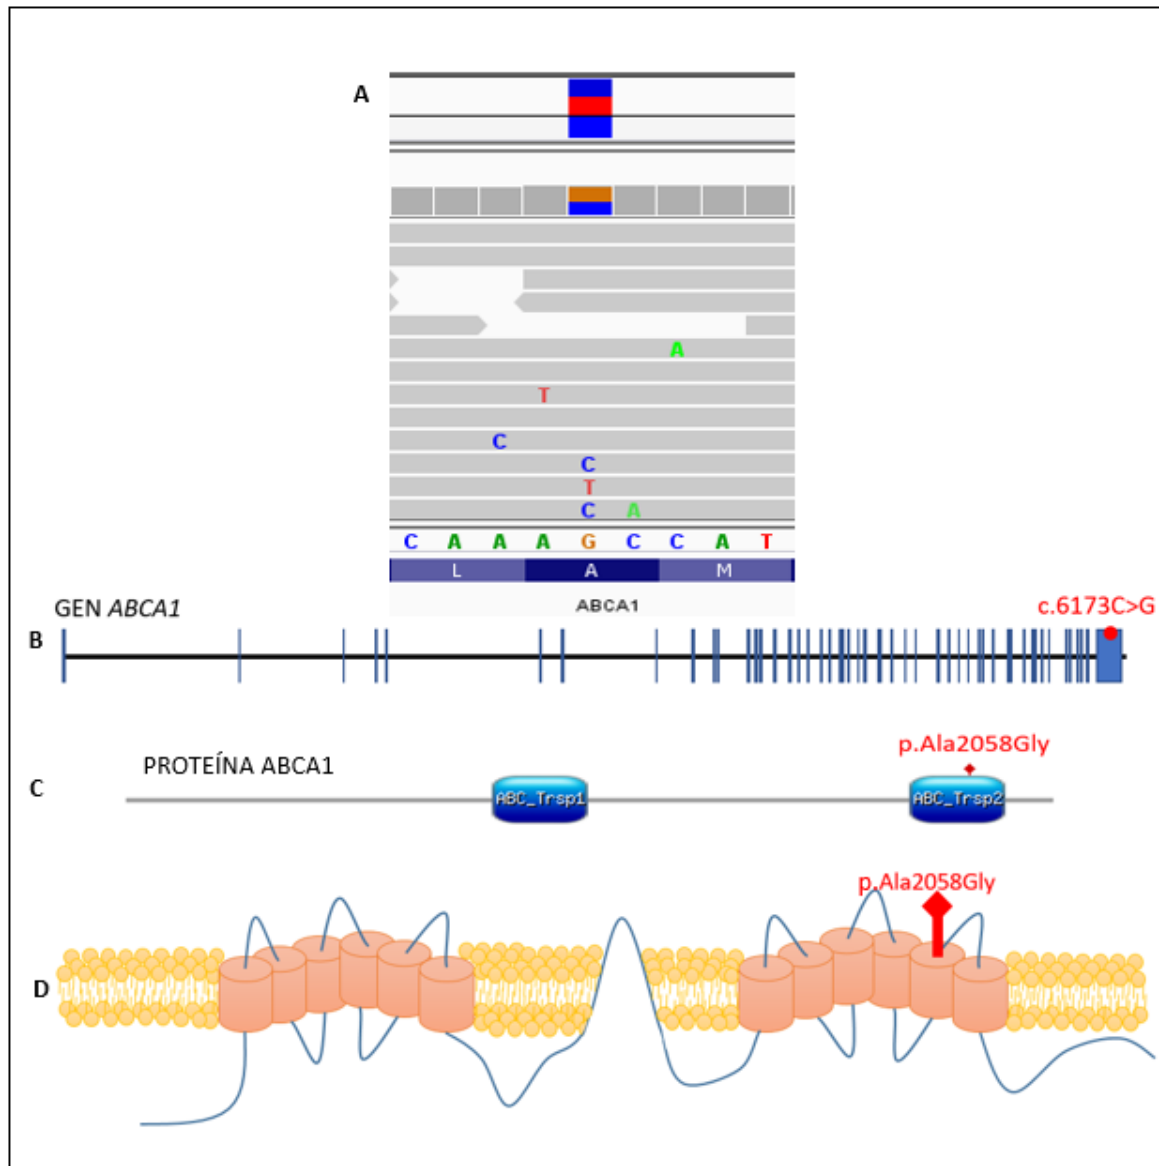 A
A
T
C
C
T
C A
C A A A G C C A T
L A M
ABCA1
GEN ABCA1
c.6173C>G
B
p.Ala2058Gly
PROTEÍNA ABCA1
C
ABC_Trsp1
ABC_Trsp2
p.Ala2058Gly
D